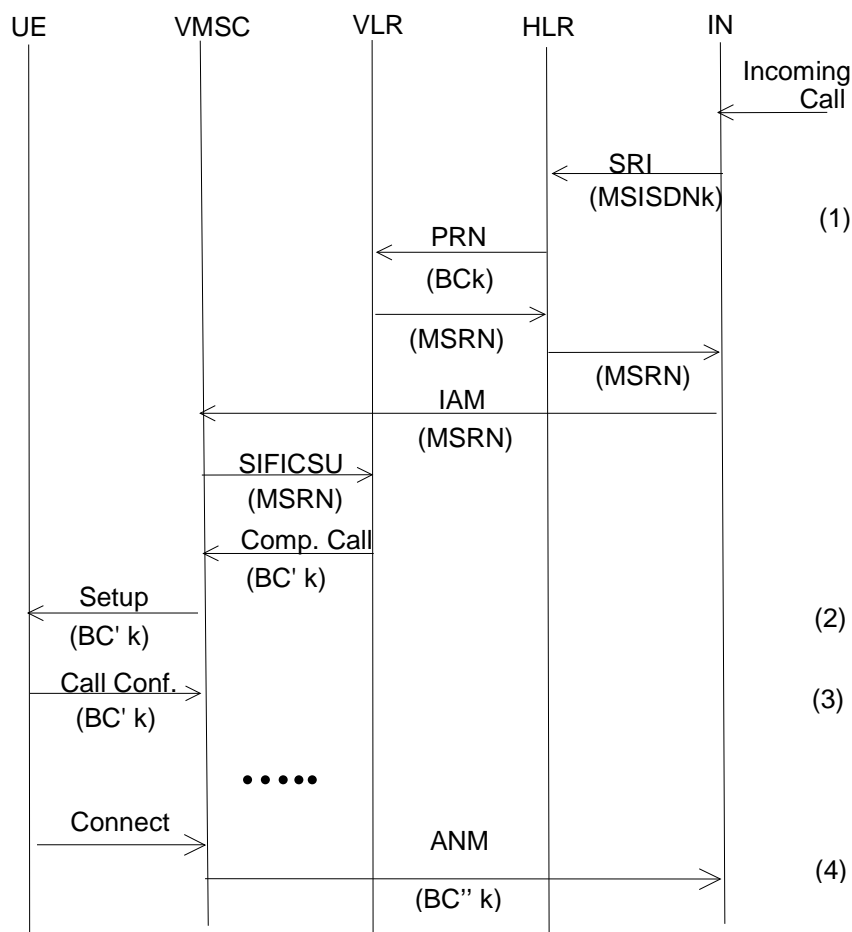 UE VMSC VLR HLR IN
Incoming
Call
SRI
(MSISDNk)
(1)
PRN
(BCk)
(MSRN)
(MSRN)
IAM
(MSRN)
SIFICSU
(MSRN)
Comp. Call
(BC' k)
Setup
(2)
(BC' k)
Call Conf.
(3)
(BC' k)
Connect
ANM
(4)
(BC’’ k)